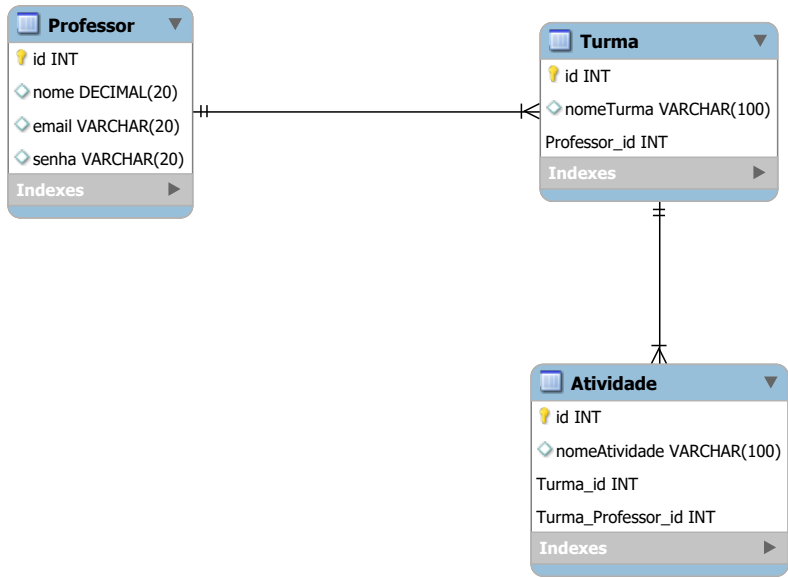 Professor
id INT
nome DECIMAL(20)
email VARCHAR(20)
senha VARCHAR(20)
Indexes
Turma
id INT
nomeTurma VARCHAR(100)
Professor_id INT
Indexes
Atividade
id INT
nomeAtividade VARCHAR(100)
Turma_id INT
Turma_Professor_id INT
Indexes